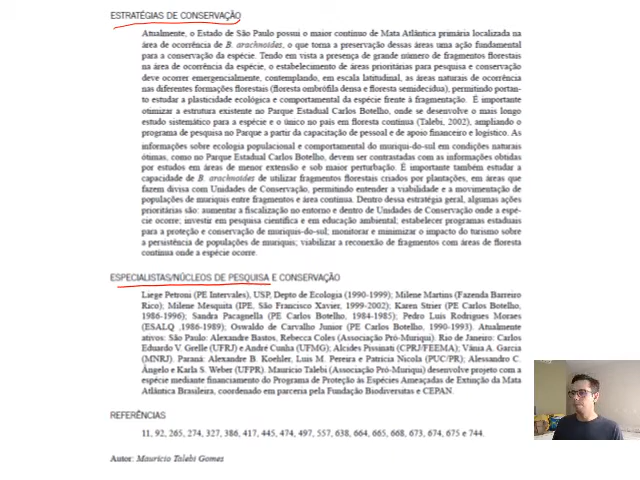 ESTRATÉGIAS DE CONSERVAÇÃO
Atualmente, o Estado de São Paulo possui o maior contínuo de Mata Atlântica primária localizada na
área de ocorrência de B. arachnoides, o que torna a preservação dessas áreas uma ação fundamental
para a conservação da espécie. Tendo em vista a presença de grande número de fragmentos florestais
na área de ocorrência da espécie, o estabelecimento de áreas prioritárias para pesquisa e conservação
deve ocorrer emergencialmente, contemplando, em escala latitudinal, as áreas naturais de ocorrência
nas diferentes formações florestais (floresta ombrófila densa e floresta semidecídua), permitindo portan-
to estudar a plasticidade ecológica e comportamental da espécie frente à fragmentação. É importante
otimizar a estrutura existente no Parque Estadual Carlos Botelho, onde se desenvolve o mais longo
estudo sistemático para a espécie e o único no país em floresta contínua (Talebi, 2002), ampliando o
programa de pesquisa no Parque a partir da capacitação de pessoal e de apoio financeiro e logístico. As
informações sobre ecologia populacional e comportamental do muriqui-do-sul em condições naturais
ótimas, como no Parque Estadual Carlos Botelho, devem ser contrastadas com as informações obtidas
por estudos em áreas de menor extensão e sob maior perturbação. É importante também estudar a
capacidade de B. arachnoides de utilizar fragmentos florestais criados por plantações, em áreas que
fazem divisa com Unidades de Conservação, permitindo entender a viabilidade e a movimentação de
populações de muriquis entre fragmentos e área contínua. Dentro dessa estratégia geral, algumas ações
prioritárias são: aumentar a fiscalização no entorno e dentro de Unidades de Conservação onde a espé-
cie ocorre; investir em pesquisa científica e em educação ambiental; estabelecer programas estaduais
para a proteção e conservação de muriquis-do-sul; monitorar e minimizar o impacto do turismo sobre
a persistência de populações de muriquis; viabilizar a reconexão de fragmentos com áreas de floresta
contínua onde a espécie ocorre.
ESPECIALISTAS/NÚCLEOS DE PESQUISA E CONSERVAÇÃO
Liege Petroni (PE Intervales), USP, Depto de Ecologia (1990-1999); Milene Martins (Fazenda Barreiro
Rico); Milene Mesquita (IPE, São Francisco Xavier, 1999-2002); Karen Strier (PE Carlos Botelho,
1986-1996); Sandra Pacagnella (PE Carlos Botelho, 1984-1985); Pedro Luis Rodrigues Moraes
(ESALQ ,1986-1989); Oswaldo de Carvalho Junior (PE Carlos Botelho, 1990-1993). Atualmente
ativos: São Paulo: Alexandre Bastos, Rebecca Coles (Associação Pró-Muriqui). Rio de Janeiro: Carlos
Eduardo V. Grelle (UFRJ) e André Cunha (UFMG); Alcides Pissinati (CPRJ/FEEMA); Vânia A. Garcia
(MNRJ). Paraná: Alexandre B. Koehler, Luis M. Pereira e Patricia Nicola (PUC/PR); Alessandro C.
Ângelo e Karla S. Weber (UFPR). Maurício Talebi (Associação Pró-Muriqui) desenvolve projeto com a
espécie mediante financiamento do Programa de Proteção às Espécies Ameaçadas de Extinção da Mata
Atlântica Brasileira, coordenado em parceria pela Fundação Biodiversitas e CEPAN.
REFERÊNCIAS
11, 92, 265, 274, 327, 386, 417, 445, 474, 497, 557, 638, 664, 665, 668, 673, 674, 675 e 744.
Autor: Maurício Talebi Gomes